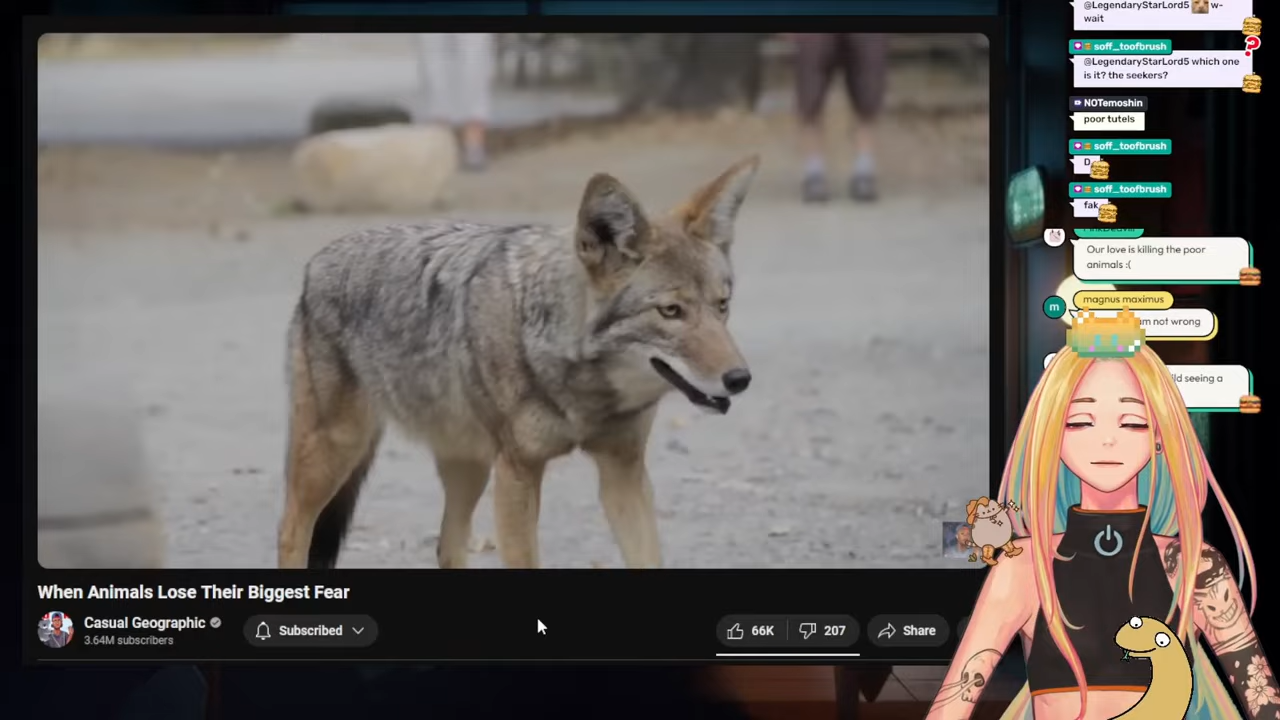 When Animals Lose Their Biggest Fear
Casual Geographic
3.64M subscribers
Subscribed
66K
207
Share
@LegendaryStarLord5 w-
wait
soff_toofbrush
@LegendaryStarLord5 which one
is it? the seekers?
NOTemoshin
poor tutels
soff_toofbrush
D
soff_toofbrush
fak
Our love is killing the poor
animals :(
m
magnus maximus
am not wrong
ld seeing a